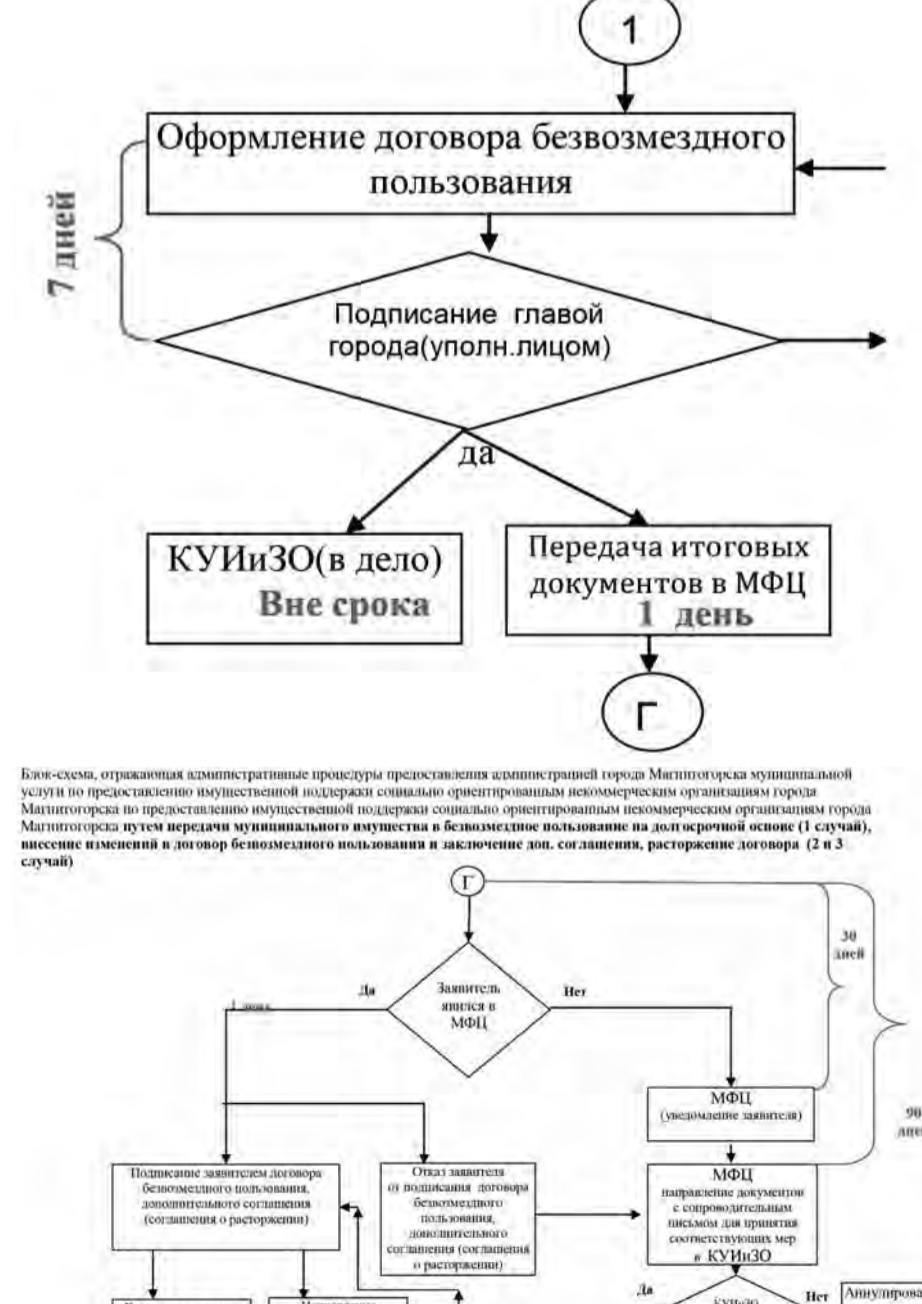 1
Оформление договора безвозмездного
пользования
7 дней
Подписание главой
города(уполн.лицом)
да
КУИиЗО(в дело)
Вне срока
Передача итоговых
документов в МФЦ
1 день
Г
Блок-схема, отражающая административные процедуры предоставления администрацией города Магнитогорска муниципальной
услуги по предоставлению имущественной поддержки социально ориентированным некоммерческим организациям города
Магнитогорска по предоставлению имущественной поддержки социально ориентированным некоммерческим организациям города
Магнитогорска путем передачи муниципального имущества в безвозмездное пользование на долгосрочной основе (1 случай),
внесение изменений в договор безвозмездного пользования и заключение доп. соглашения, расторжение договора (2 и 3
случай)
Г
30
дней
Да
Заявитель
явился в
МФЦ
Нет
1
МФЦ
(уведомление заявителя)
90
Подписание заявителем договора
безвозмездного пользования,
дополнительного соглашения
(соглашения о расторжении)
Отказ заявителя
от подписания договора
безвозмездного
пользования,
дополнительного
соглашения (соглашения
о расторжении)
МФЦ
направление документов
с сопроводительным
письмом для принятия
соответствующих мер
в КУИиЗО
Да
Нет